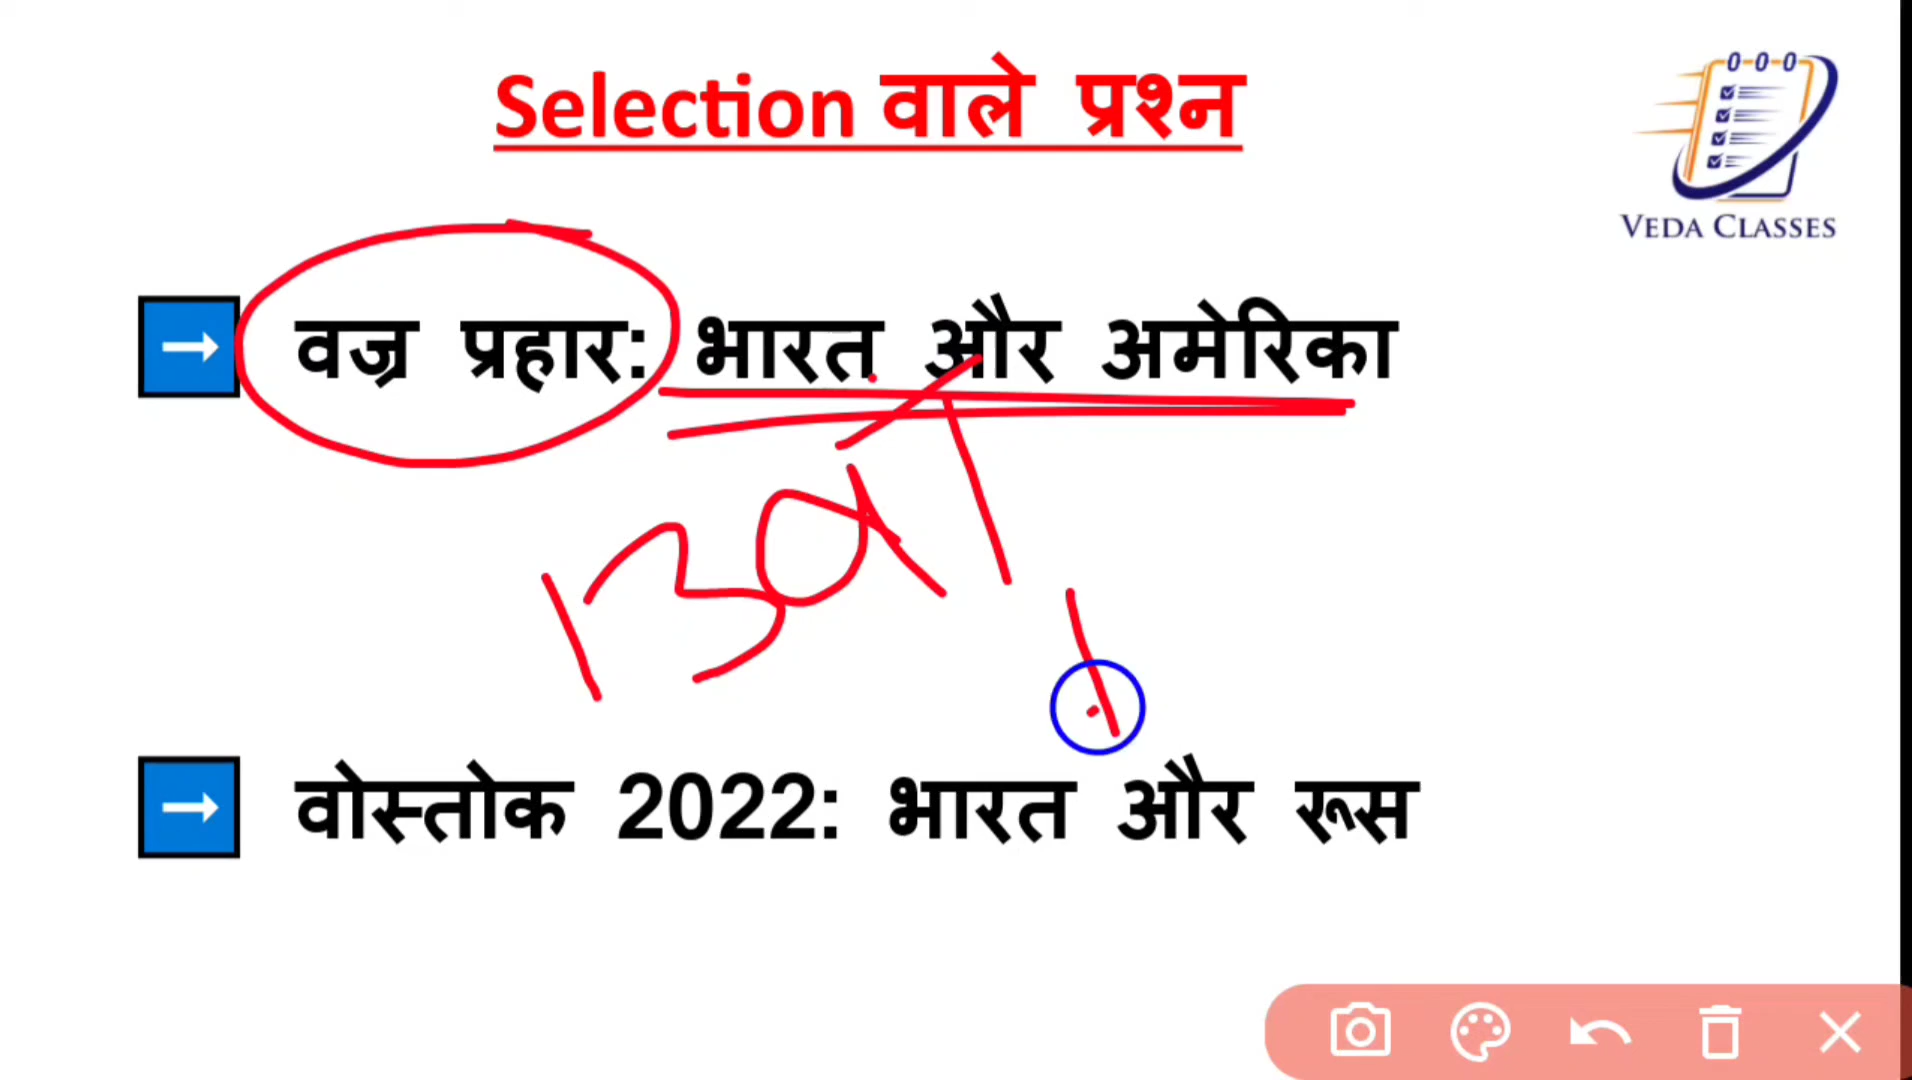 Selection वाले प्रश्न
VEDA CLASSES
→ वज्र प्रहार: भारत और अमेरिका
13वा
→ वोस्तोक 2022: भारत और रूस